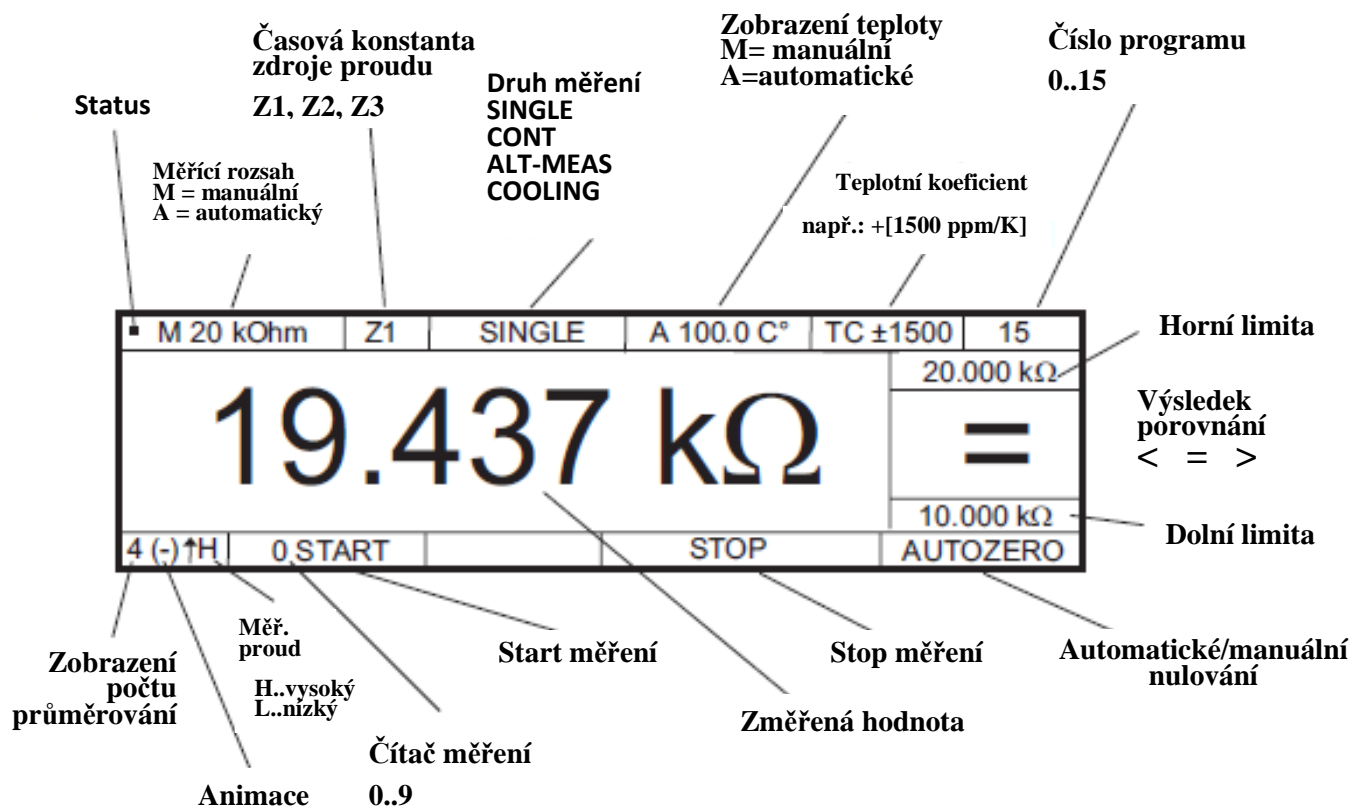 Časová konstanta
zdroje proudu
Z1, Z2, Z3
Zobrazení teploty
M= manuální
A=automatické
Číslo programu
0..15
Status
Druh měření
SINGLE
CONT
ALT-MEAS
COOLING
Měřící rozsah
M = manuální
A = automatický
Teplotní koeficient
např.: +[1500 ppm/K]
M 20 kOhm
Z1
SINGLE
A 100.0 C°
TC ±1500
15
Horní limita
20.000 kΩ
19.437 kΩ
=
Výsledek
porovnání
< = >
10.000 kΩ
Dolní limita
4 (-)↑H
0 START
STOP
AUTOZERO
Zobrazení
počtu
průměrování
Měř.
proud
H..vysoký
L..nízký
Start měření
Stop měření
Automatické/manuální
nulování
Změřená hodnota
Čítač měření
0..9
Animace